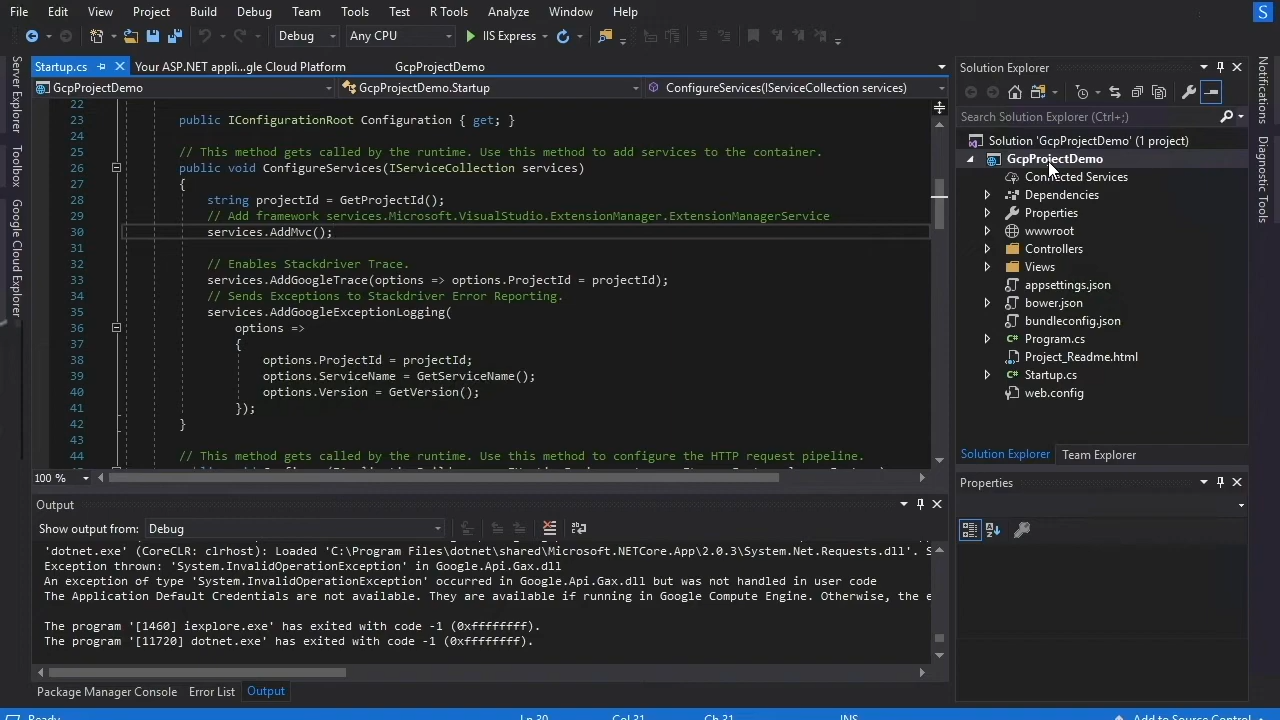 File Edit View Project Build Debug Team Tools Test R Tools Analyze Window Help S
Debug Any CPU IIS Express
Startup.cs Your ASP.NET appli...gle Cloud Platform GcpProjectDemo
GcpProjectDemo GcpProjectDemo.Startup ConfigureServices(IServiceCollection services)
Server Explorer
Toolbox
Google Cloud Explorer
22
23 public IConfigurationRoot Configuration { get; }
24
25 // This method gets called by the runtime. Use this method to add services to the container.
26 public void ConfigureServices(IServiceCollection services)
27 {
28 string projectId = GetProjectId();
29 // Add framework services.Microsoft.VisualStudio.ExtensionManager.ExtensionManagerService
30 services.AddMvc();
31
32 // Enables Stackdriver Trace.
33 services.AddGoogleTrace(options => options.ProjectId = projectId);
34 // Sends Exceptions to Stackdriver Error Reporting.
35 services.AddGoogleExceptionLogging(
36 options =>
37 {
38 options.ProjectId = projectId;
39 options.ServiceName = GetServiceName();
40 options.Version = GetVersion();
41 });
42 }
43
44 // This method gets called by the runtime. Use this method to configure the HTTP request pipeline.
100 %
Output
Show output from: Debug
'dotnet.exe' (CoreCLR: clrhost): Loaded 'C:\Program Files\dotnet\shared\Microsoft.NETCore.App\2.0.3\System.Net.Requests.dll'. S
Exception thrown: 'System.InvalidOperationException' in Google.Api.Gax.dll
An exception of type 'System.InvalidOperationException' occurred in Google.Api.Gax.dll but was not handled in user code
The Application Default Credentials are not available. They are available if running in Google Compute Engine. Otherwise, the e
The program '[1460] iexplore.exe' has exited with code -1 (0xffffffff).
The program '[11720] dotnet.exe' has exited with code -1 (0xffffffff).
Package Manager Console Error List Output
Solution Explorer
Search Solution Explorer (Ctrl+;)
Solution 'GcpProjectDemo' (1 project)
GcpProjectDemo
Connected Services
Dependencies
Properties
wwwroot
Controllers
Views
appsettings.json
bower.json
bundleconfig.json
C# Program.cs
Project_Readme.html
C# Startup.cs
web.config
Solution Explorer Team Explorer
Properties
Notifications
Diagnostic Tools
Ready Ln 30 Col 31 Ch 31 INS Add to Source Control